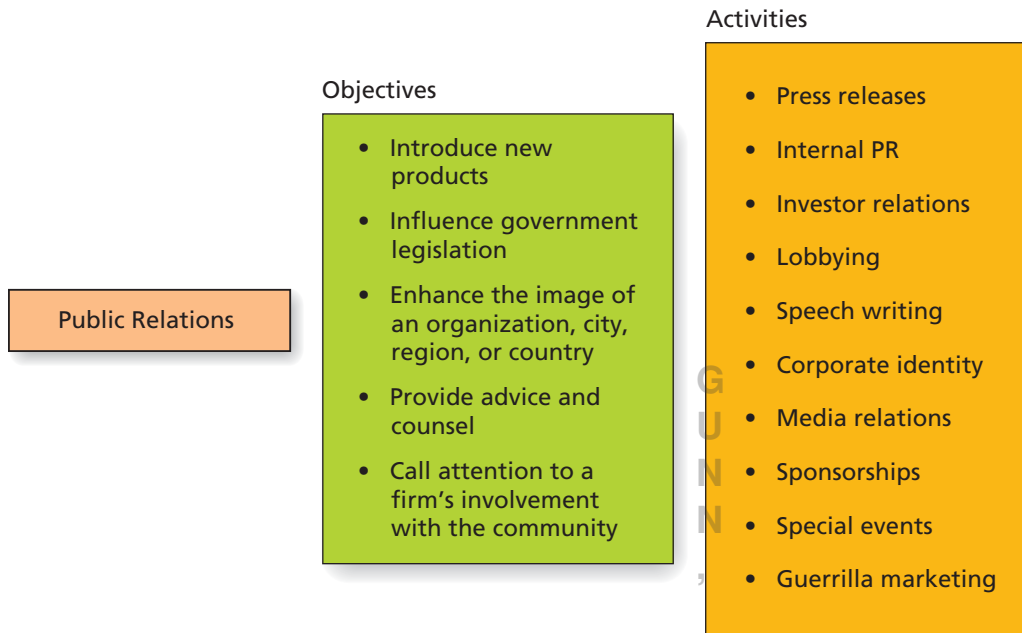 Activities
Objectives
Public Relations
• Introduce new
products
• Influence government
legislation
• Enhance the image of
an organization, city,
region, or country
• Provide advice and
counsel
• Call attention to a
firm's involvement
with the community
• Press releases
• Internal PR
• Investor relations
• Lobbying
• Speech writing
• Corporate identity
• Media relations
• Sponsorships
• Special events
• Guerrilla marketing
G
U
N
N
,